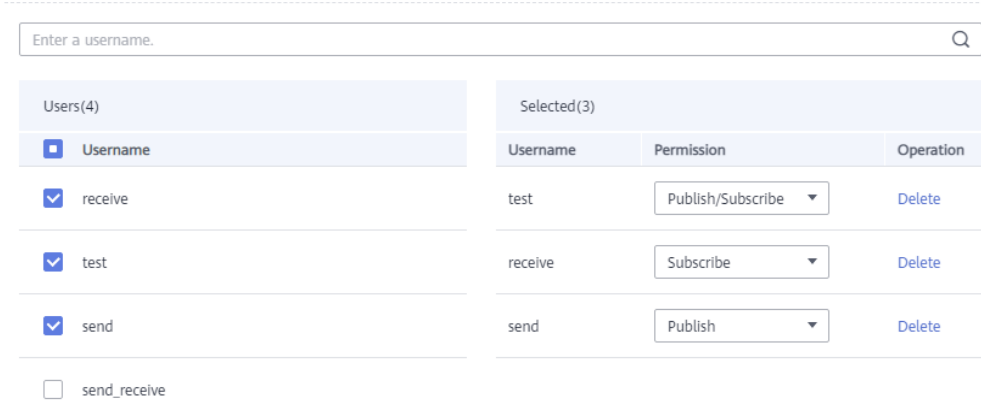 Enter a username.
Users(4)
Username
receive
test
send
send_receive
Selected(3)
Username Permission Operation
test Publish/Subscribe Delete
receive Subscribe Delete
send Publish Delete